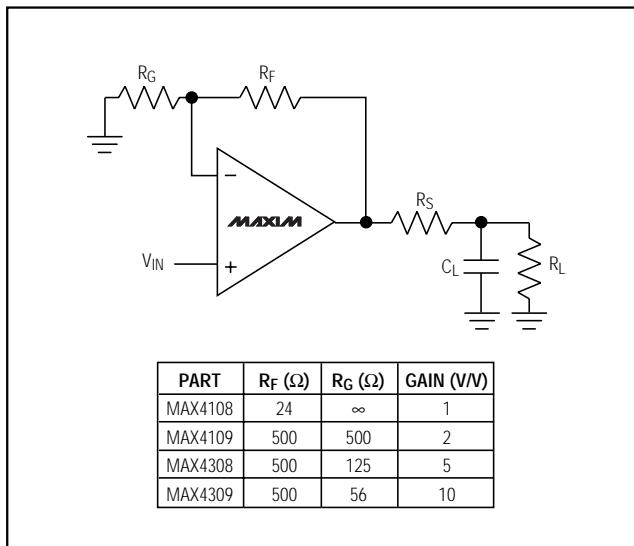 RG
RF
−
MAXIM
RS
VIN
+
CL
RL
PART RF (Ω) RG (Ω) GAIN (V/V)
MAX4108 24 ∞ 1
MAX4109 500 500 2
MAX4308 500 125 5
MAX4309 500 56 10